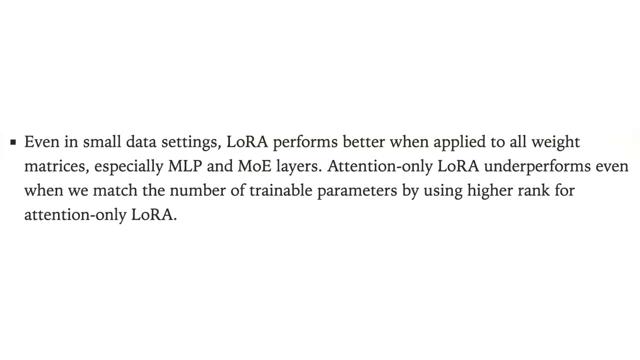 ▪ Even in small data settings, LoRA performs better when applied to all weight
matrices, especially MLP and MoE layers. Attention-only LoRA underperforms even
when we match the number of trainable parameters by using higher rank for
attention-only LoRA.